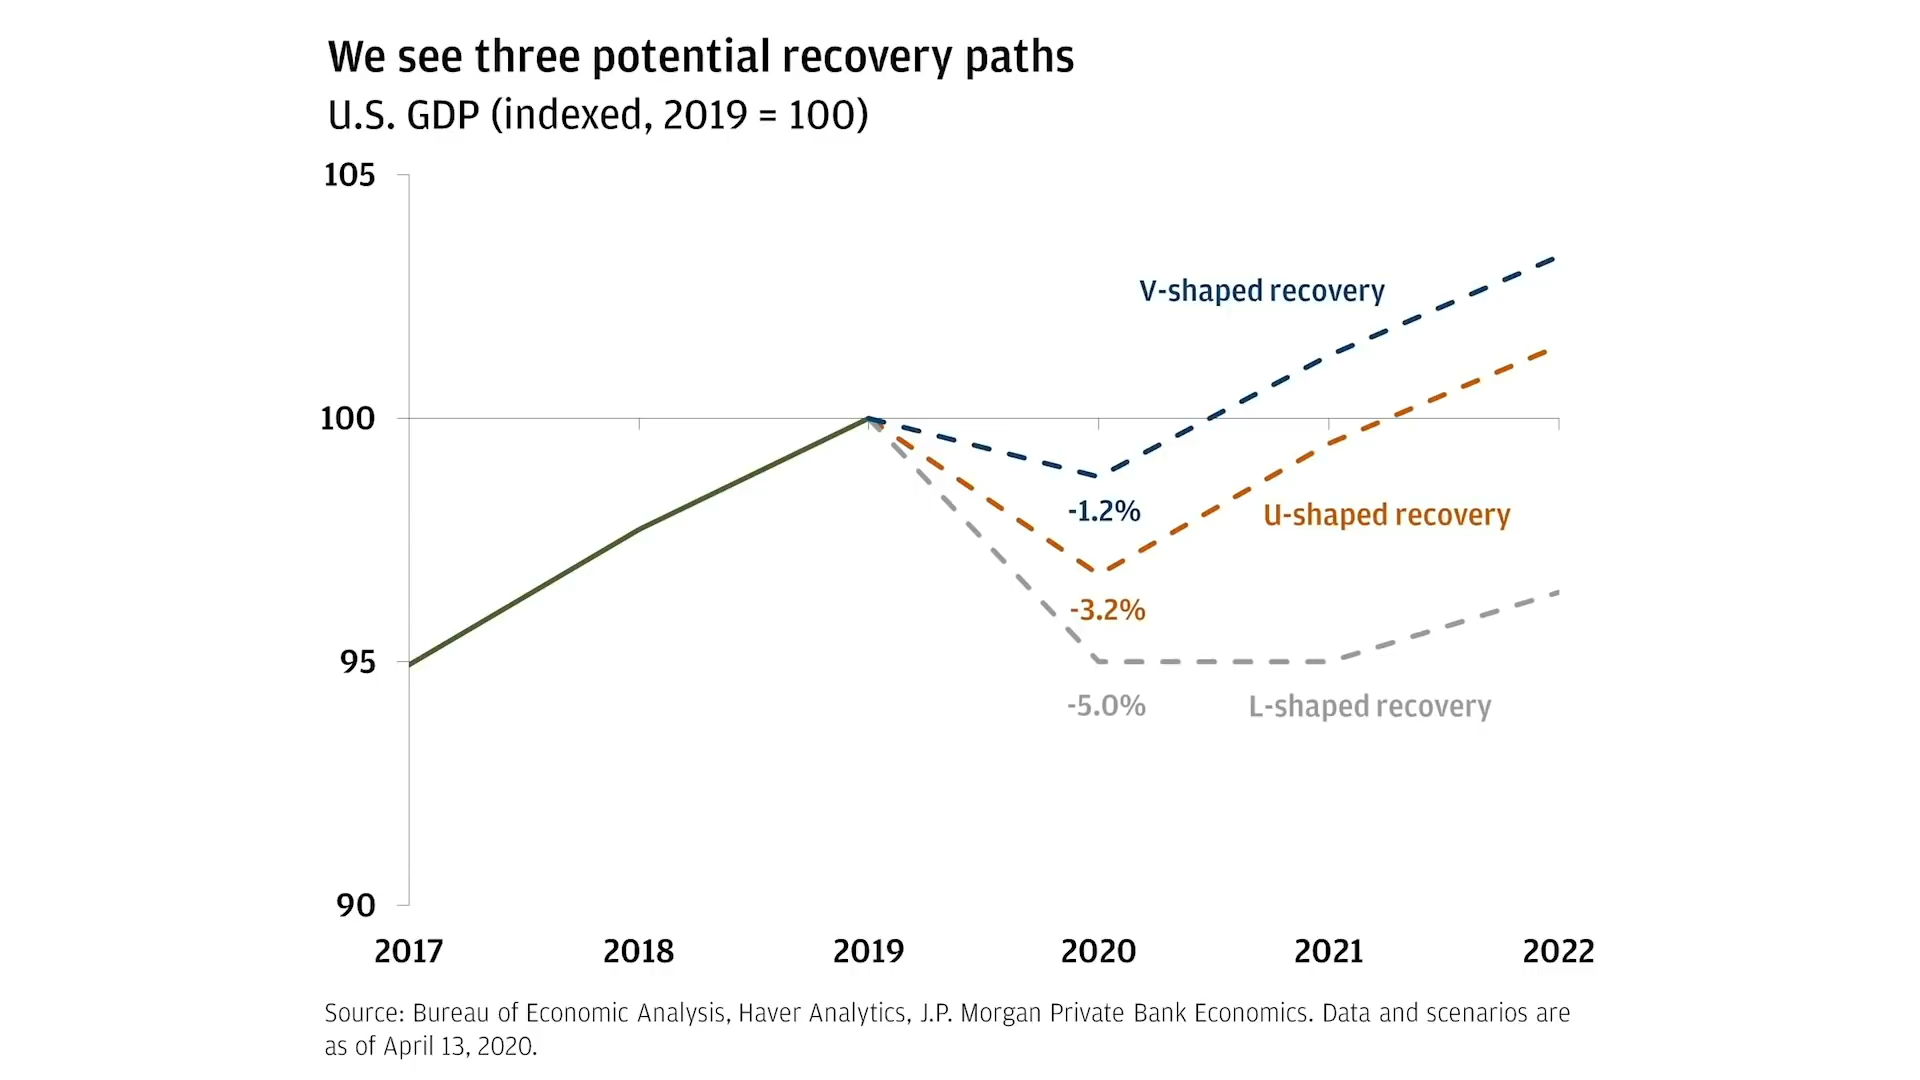 We see three potential recovery paths
U.S. GDP (indexed, 2019 = 100)
105
V-shaped recovery
100
-1.2%
U-shaped recovery
-3.2%
95
-5.0%
L-shaped recovery
90
2017 2018 2019 2020 2021 2022
Source: Bureau of Economic Analysis, Haver Analytics, J.P. Morgan Private Bank Economics. Data and scenarios are
as of April 13, 2020.